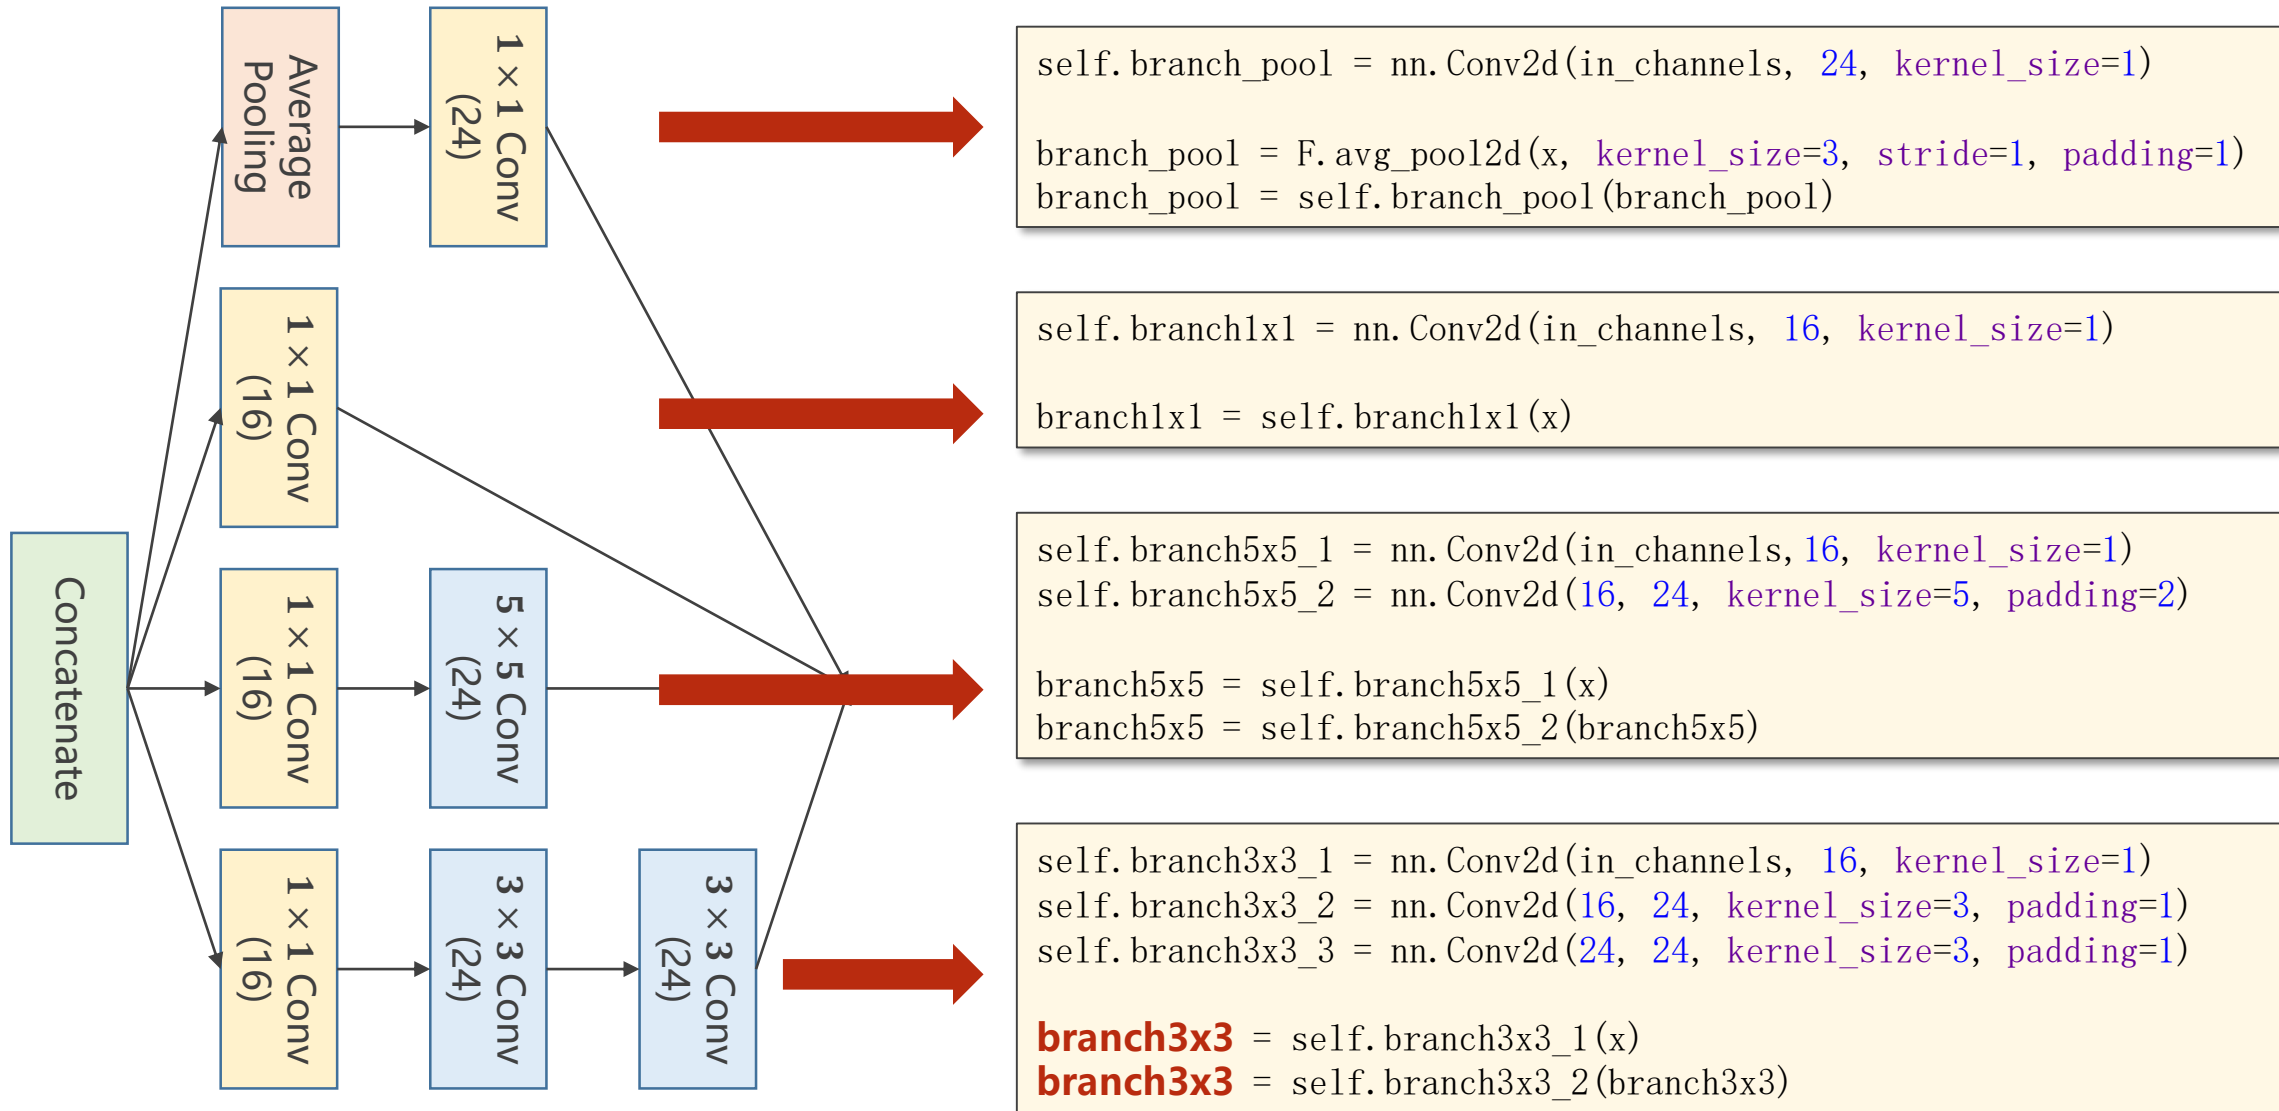 Concatenate
Average
Pooling
1×1 Conv
(24)
1×1 Conv
(16)
1×1 Conv
(16)
5×5 Conv
(24)
1×1 Conv
(16)
3×3 Conv
(24)
3×3 Conv
(24)
self.branch_pool = nn.Conv2d(in_channels, 24, kernel_size=1)
branch_pool = F.avg_pool2d(x, kernel_size=3, stride=1, padding=1)
branch_pool = self.branch_pool(branch_pool)
self.branch1x1 = nn.Conv2d(in_channels, 16, kernel_size=1)
branch1x1 = self.branch1x1(x)
self.branch5x5_1 = nn.Conv2d(in_channels,16, kernel_size=1)
self.branch5x5_2 = nn.Conv2d(16, 24, kernel_size=5, padding=2)
branch5x5 = self.branch5x5_1(x)
branch5x5 = self.branch5x5_2(branch5x5)
self.branch3x3_1 = nn.Conv2d(in_channels, 16, kernel_size=1)
self.branch3x3_2 = nn.Conv2d(16, 24, kernel_size=3, padding=1)
self.branch3x3_3 = nn.Conv2d(24, 24, kernel_size=3, padding=1)
branch3x3 = self.branch3x3_1(x)
branch3x3 = self.branch3x3_2(branch3x3)